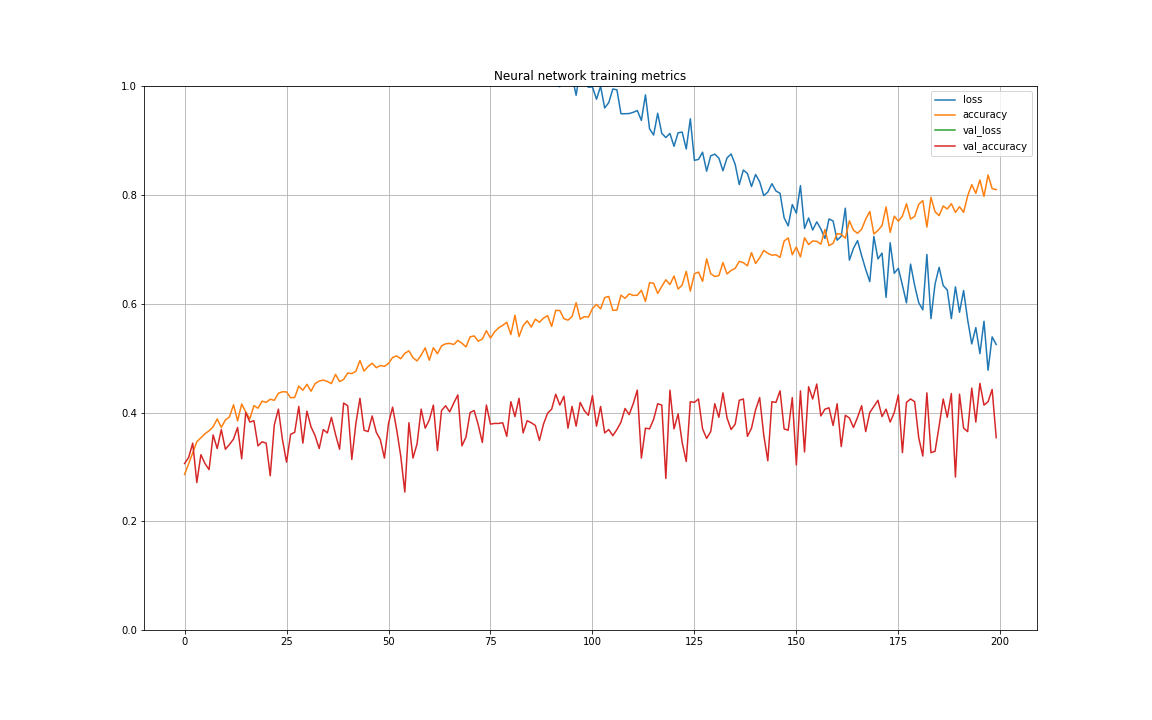 Neural network training metrics
1.0
0.8
0.6
0.4
0.2
0.0
loss
accuracy
val_loss
val_accuracy
0 25 50 75 100 125 150 175 200